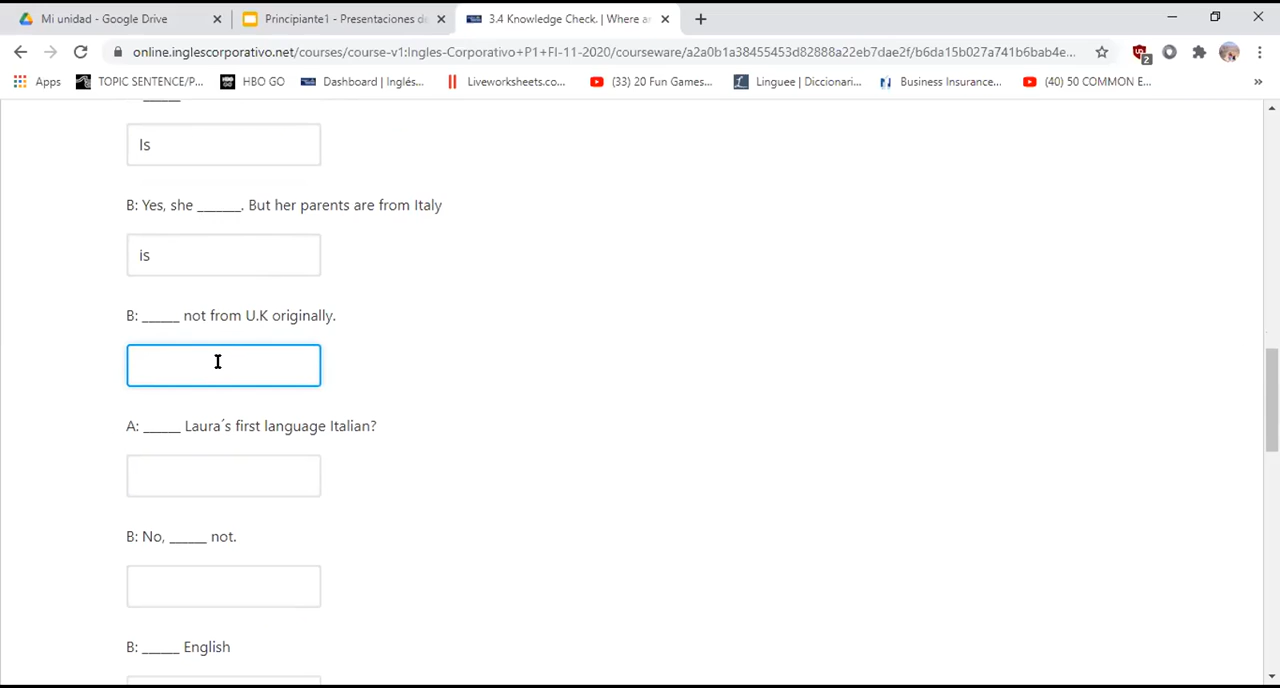 Mi unidad - Google Drive
Principiante1 - Presentaciones de
3.4 Knowledge Check. | Where ar
online.inglescorporativo.net/courses/course-v1:Ingles-Corporativo+P1+FI-11-2020/courseware/a2a0b1a38455453d82888a22eb7dae2f/b6da15b027a741b6bab4e...
2
Apps
TOPIC SENTENCE/P...
HBO GO
Dashboard | Inglés...
Liveworksheets.co...
(33) 20 Fun Games...
Linguee | Diccionari...
Business Insurance...
(40) 50 COMMON E...
»
Is
B: Yes, she ______. But her parents are from Italy
is
B: _____ not from U.K originally.
A: _____ Laura´s first language Italian?
B: No, _____ not.
B: _____ English